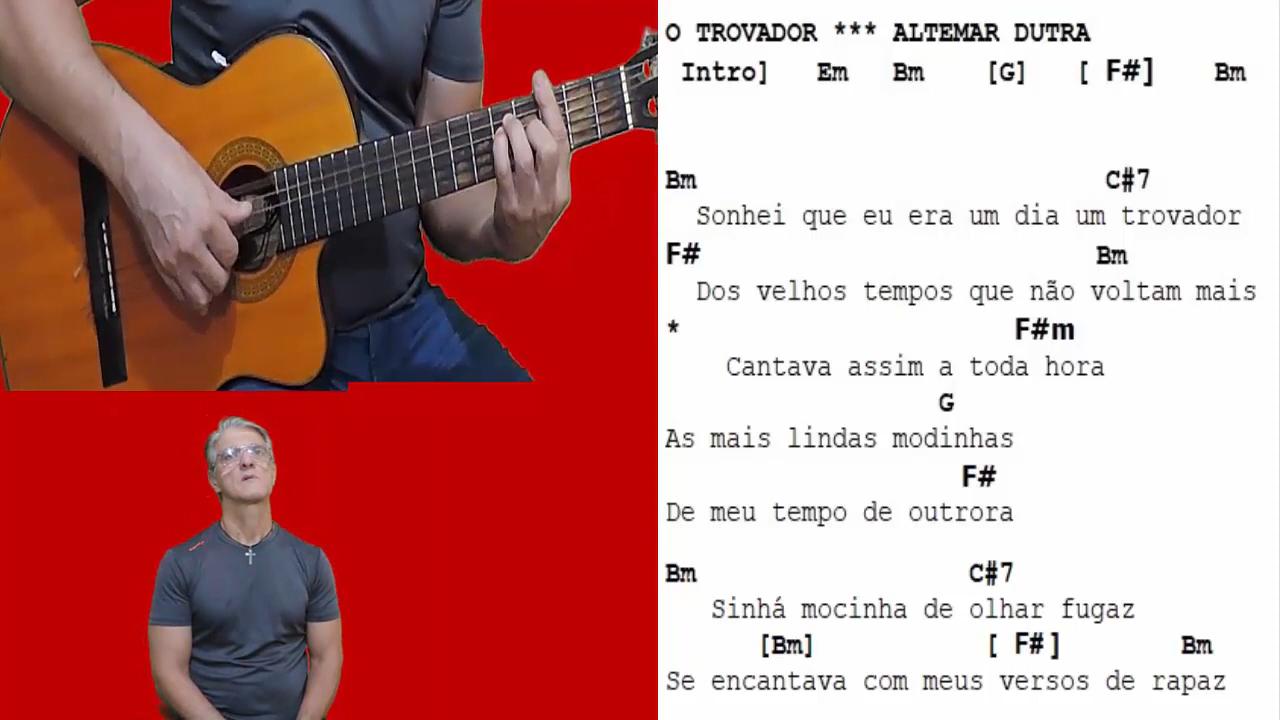 O TROVADOR *** ALTEMAR DUTRA
Intro] Em Bm [G] [ F#] Bm
Bm C#7
Sonhei que eu era um dia um trovador
F# Bm
Dos velhos tempos que não voltam mais
* F#m
Cantava assim a toda hora
G
As mais lindas modinhas
F#
De meu tempo de outrora
Bm C#7
Sinhá mocinha de olhar fugaz
[Bm] [ F#] Bm
Se encantava com meus versos de rapaz